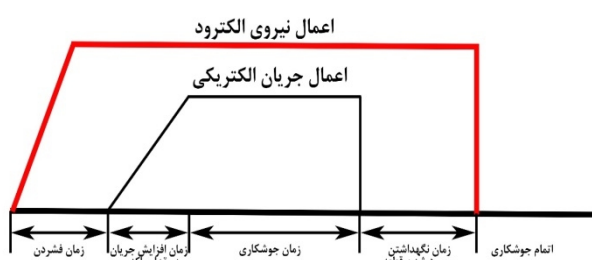 اعمال نیروی الکترود
اعمال جریان الکتریکی
زمان فشردن
زمان افزایش جریان
زمان جوشکاری
زمان نگهداشتن
اتمام جوشکاری